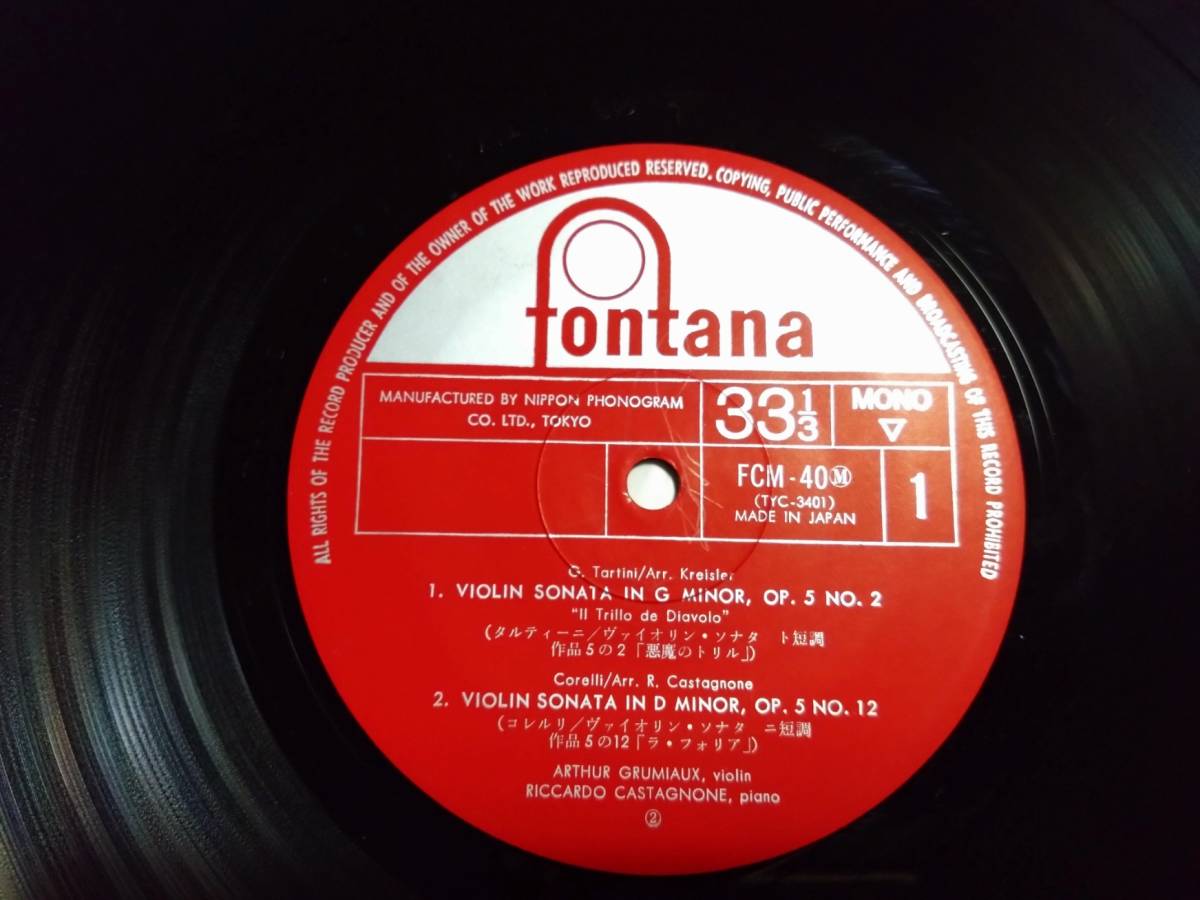 ALL RIGHTS OF THE RECORD PRODUCER AND OF THE OWNER OF THE WORK REPRODUCED RESERVED. COPYING, PUBLIC PERFORMANCE AND BROADCASTING OF THIS RECORD PROHIBITED
fontana
MANUFACTURED BY NIPPON PHONOGRAM
CO. LTD., TOKYO
33 1/3
MONO
FCM-40Ⓜ
(TYC-3401)
MADE IN JAPAN
1
G. Tartini/Arr. Kreisler
1. VIOLIN SONATA IN G MINOR, OP. 5 NO. 2
"Il Trillo de Diavolo"
(タルティーニ/ヴァイオリン・ソナタ ト短調
作品5の2「悪魔のトリル」)
Corelli/Arr. R. Castagnone
2. VIOLIN SONATA IN D MINOR, OP. 5 NO. 12
(コレルリ/ヴァイオリン・ソナタ ニ短調
作品5の12「ラ・フォリア」)
ARTHUR GRUMIAUX, violin
RICCARDO CASTAGNONE, piano
②